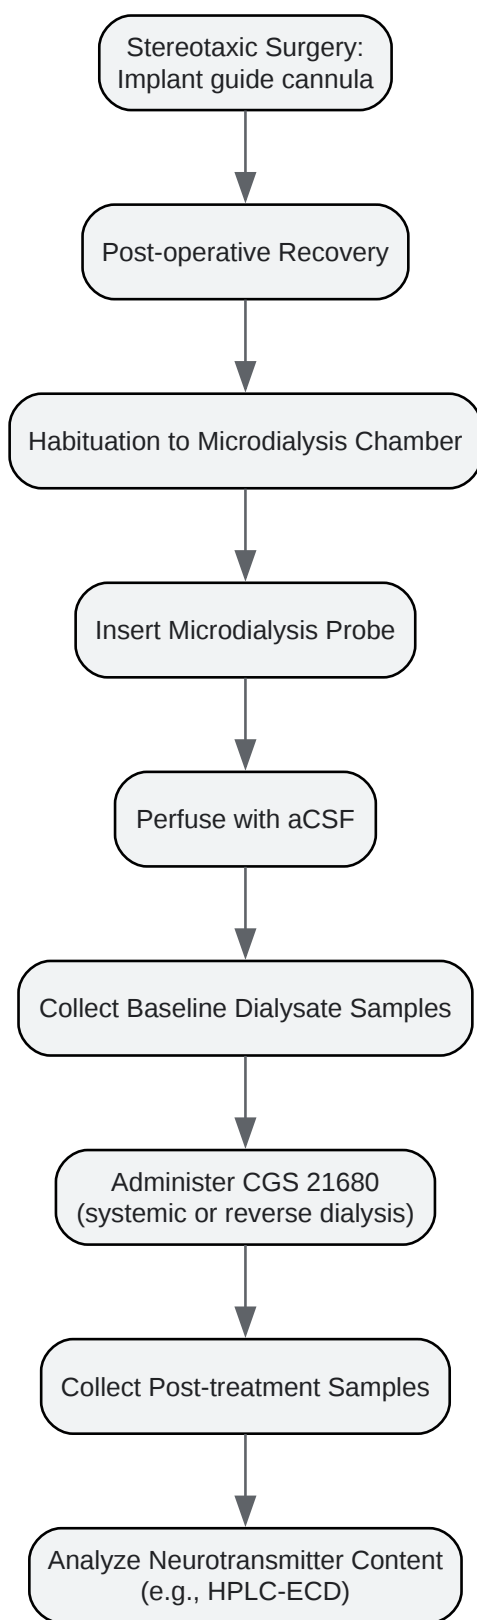 Stereotaxic Surgery:
Implant guide cannula
Post-operative Recovery
Habituation to Microdialysis Chamber
Insert Microdialysis Probe
Perfuse with aCSF
Collect Baseline Dialysate Samples
Administer CGS 21680
(systemic or reverse dialysis)
Collect Post-treatment Samples
Analyze Neurotransmitter Content
(e.g., HPLC-ECD)